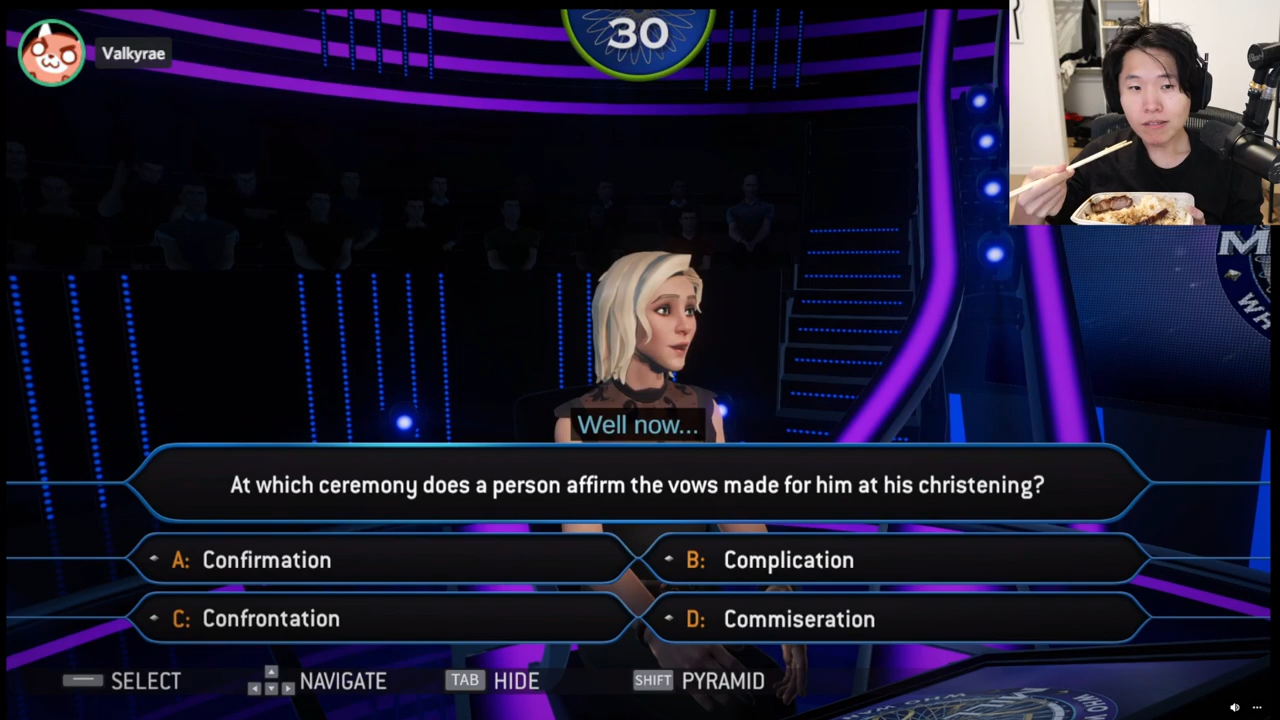 30
Valkyrae
Well now...
At which ceremony does a person affirm the vows made for him at his christening?
A: Confirmation
B: Complication
C: Confrontation
D: Commiseration
SELECT
NAVIGATE
TAB HIDE
SHIFT PYRAMID